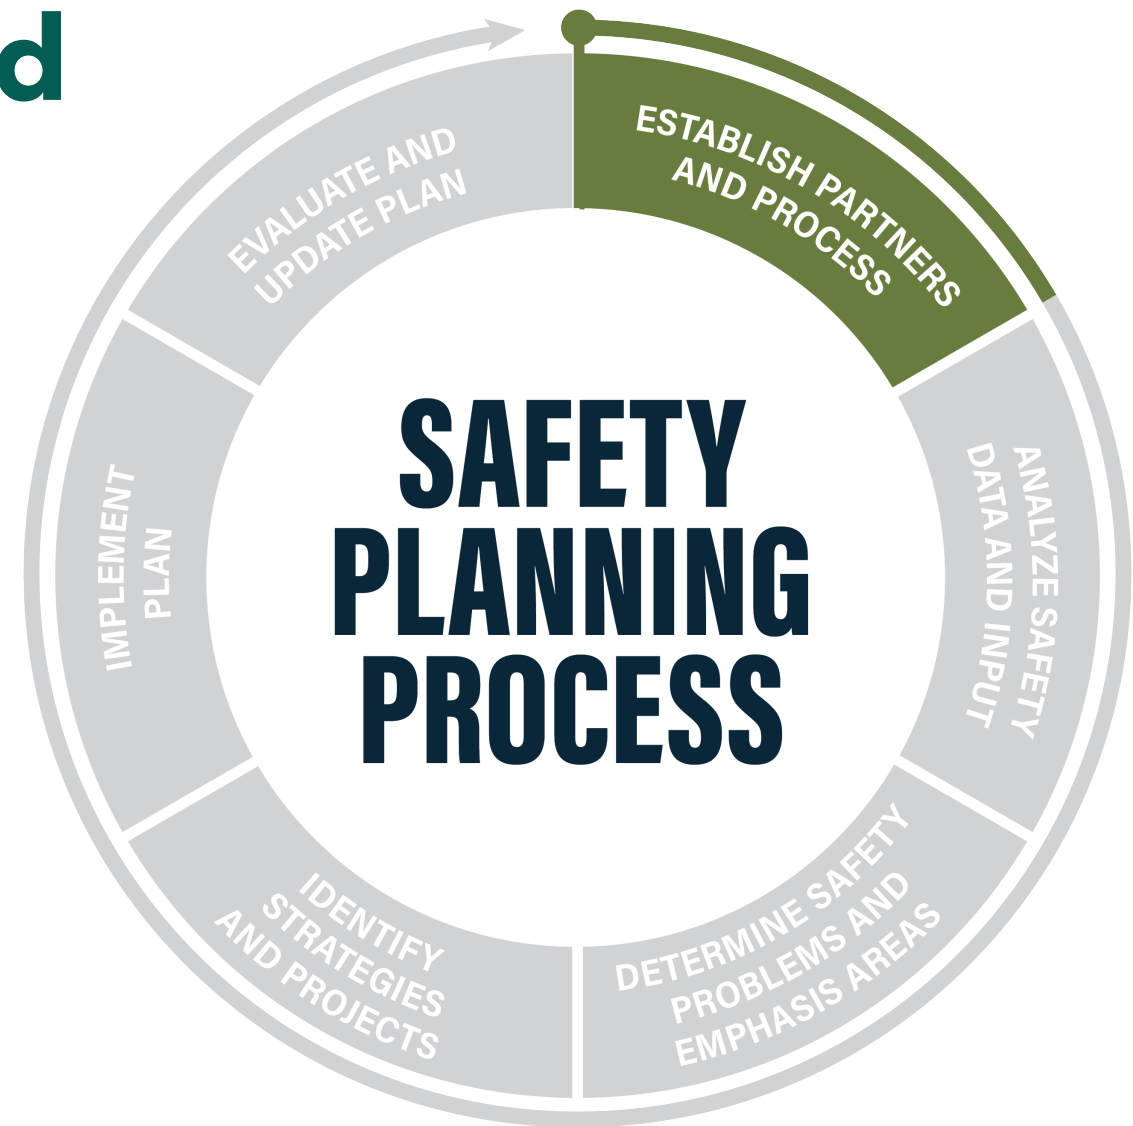 d
SAFETY
PLANNING
PROCESS
ESTABLISH PARTNERS
AND PROCESS
ANALYZE SAFETY
DATA AND INPUT
DETERMINE SAFETY
PROBLEMS AND
EMPHASIS AREAS
IDENTIFY
STRATEGIES
AND PROJECTS
IMPLEMENT
PLAN
EVALUATE AND
UPDATE PLAN